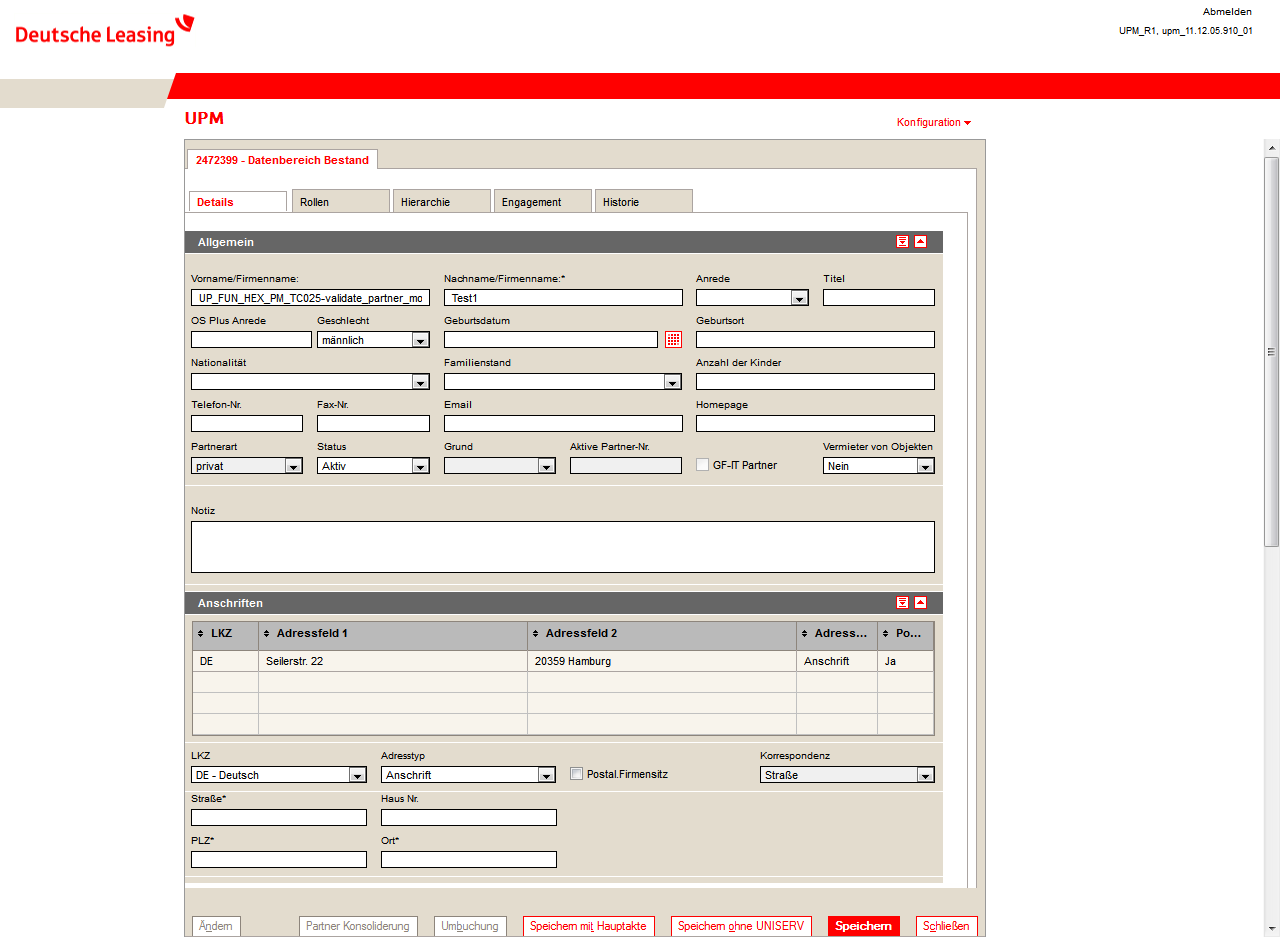 Deutsche Leasing
Abmelden
UPM_R1, upm_11.12.05.910_01
UPM
Konfiguration
2472399 - Datenbereich Bestand
Details Rollen Hierarchie Engagement Historie
Allgemein
Vorname/Firmenname: Nachname/Firmenname:* Anrede Titel
UP_FUN_HEX_PM_TC025-validate_partner_mo Test1
OS Plus Anrede Geschlecht Geburtsdatum Geburtsort
männlich
Nationalität Familienstand Anzahl der Kinder
Telefon-Nr. Fax-Nr. Email Homepage
Partnerart Status Grund Aktive Partner-Nr. Vermieter von Objekten
privat Aktiv GF-IT Partner Nein
Notiz
Anschriften
LKZ Adressfeld 1 Adressfeld 2 Adress... Po...
DE Seilerstr. 22 20359 Hamburg Anschrift Ja
LKZ Adresstyp Korrespondenz
DE - Deutsch Anschrift Postal.Firmensitz Straße
Straße* Haus Nr.
PLZ* Ort*
Ändern Partner Konsolidierung Umbuchung Speichern mit Hauptakte Speichern ohne UNISERV Speichern Schließen